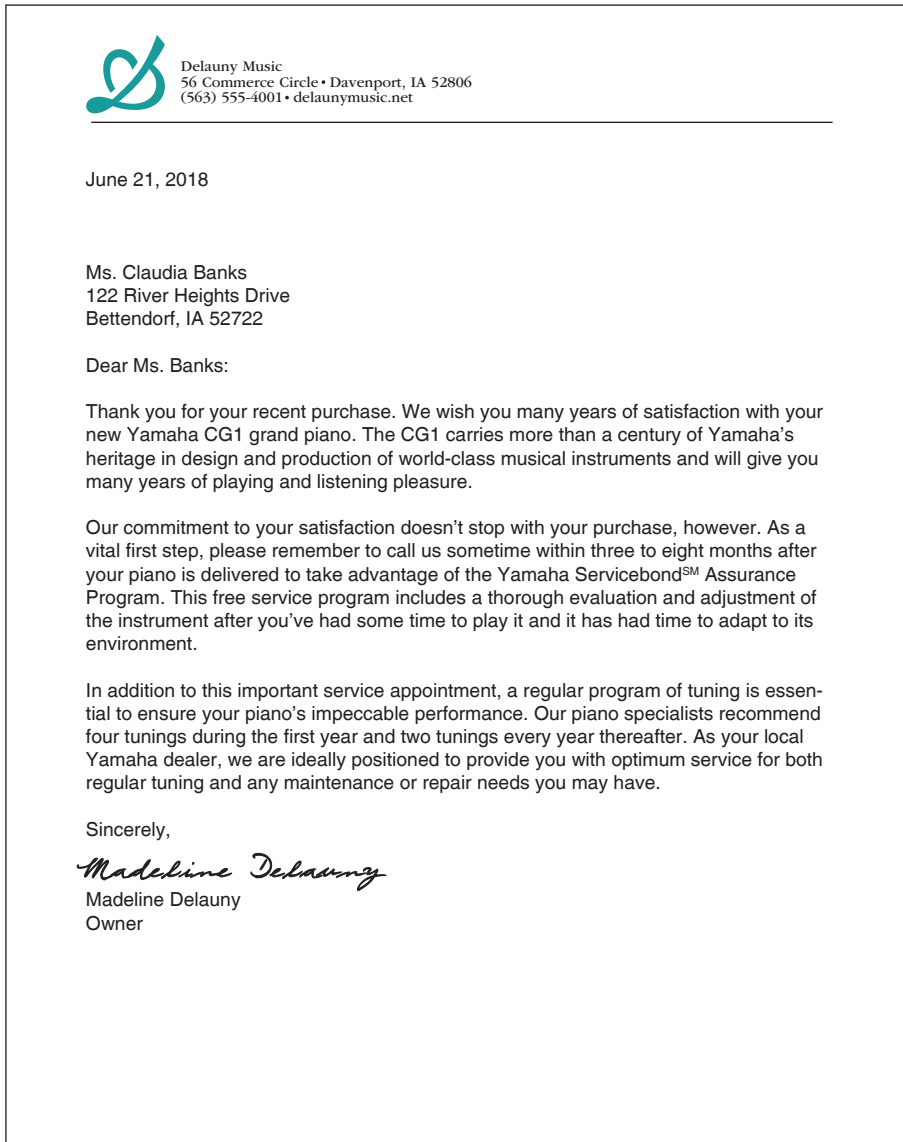 Delauny Music
56 Commerce Circle • Davenport, IA 52806
(563) 555-4001 • delaunymusic.net
June 21, 2018
Ms. Claudia Banks
122 River Heights Drive
Bettendorf, IA 52722
Dear Ms. Banks:
Thank you for your recent purchase. We wish you many years of satisfaction with your
new Yamaha CG1 grand piano. The CG1 carries more than a century of Yamaha’s
heritage in design and production of world-class musical instruments and will give you
many years of playing and listening pleasure.
Our commitment to your satisfaction doesn’t stop with your purchase, however. As a
vital first step, please remember to call us sometime within three to eight months after
your piano is delivered to take advantage of the Yamaha Servicebond℠ Assurance
Program. This free service program includes a thorough evaluation and adjustment of
the instrument after you’ve had some time to play it and it has had time to adapt to its
environment.
In addition to this important service appointment, a regular program of tuning is essen-
tial to ensure your piano’s impeccable performance. Our piano specialists recommend
four tunings during the first year and two tunings every year thereafter. As your local
Yamaha dealer, we are ideally positioned to provide you with optimum service for both
regular tuning and any maintenance or repair needs you may have.
Sincerely,
Madeline Delauny
Madeline Delauny
Owner